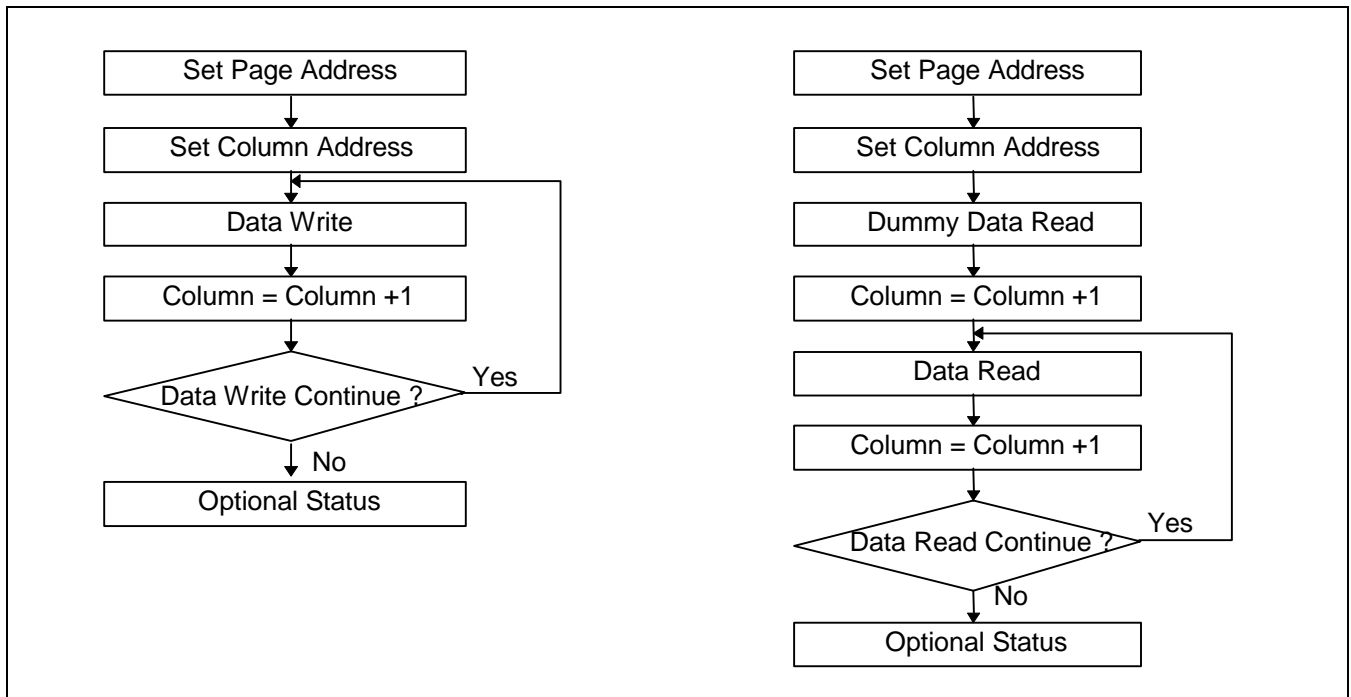 Set Page Address
Set Column Address
Data Write
Column = Column +1
Data Write Continue ?
Yes
No
Optional Status
Set Page Address
Set Column Address
Dummy Data Read
Column = Column +1
Data Read
Column = Column +1
Data Read Continue ?
Yes
No
Optional Status